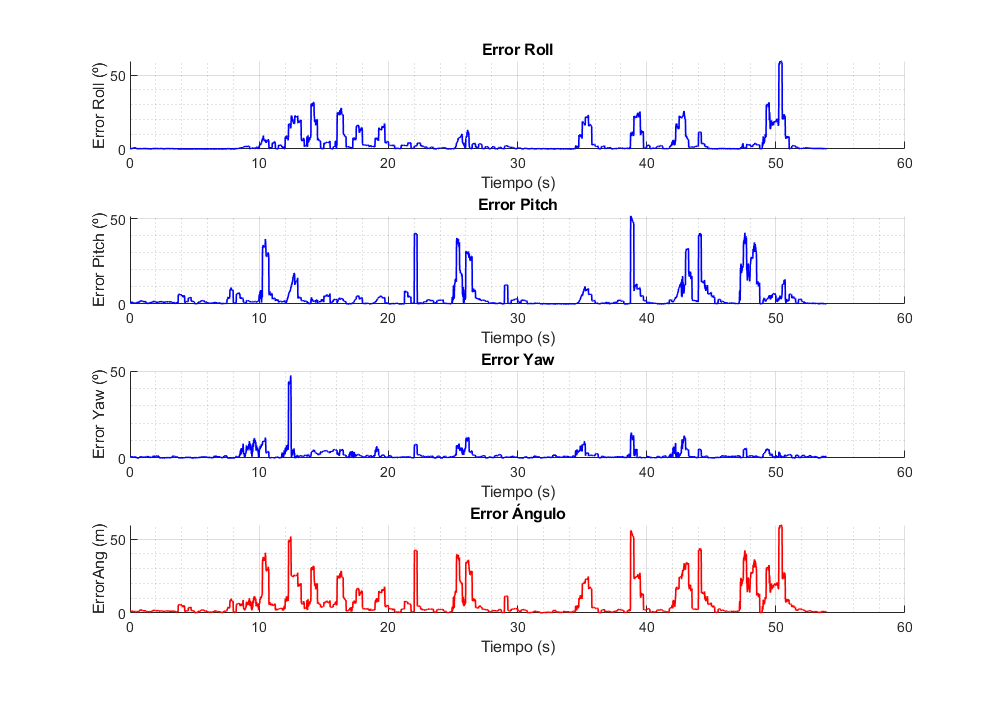 Error Roll
Error Roll (º)
50
0
0 10 20 30 40 50 60
Tiempo (s)
Error Pitch
Error Pitch (º)
50
0
0 10 20 30 40 50 60
Tiempo (s)
Error Yaw
Error Yaw (º)
50
0
0 10 20 30 40 50 60
Tiempo (s)
Error Ángulo
ErrorAng (m)
50
0
0 10 20 30 40 50 60
Tiempo (s)